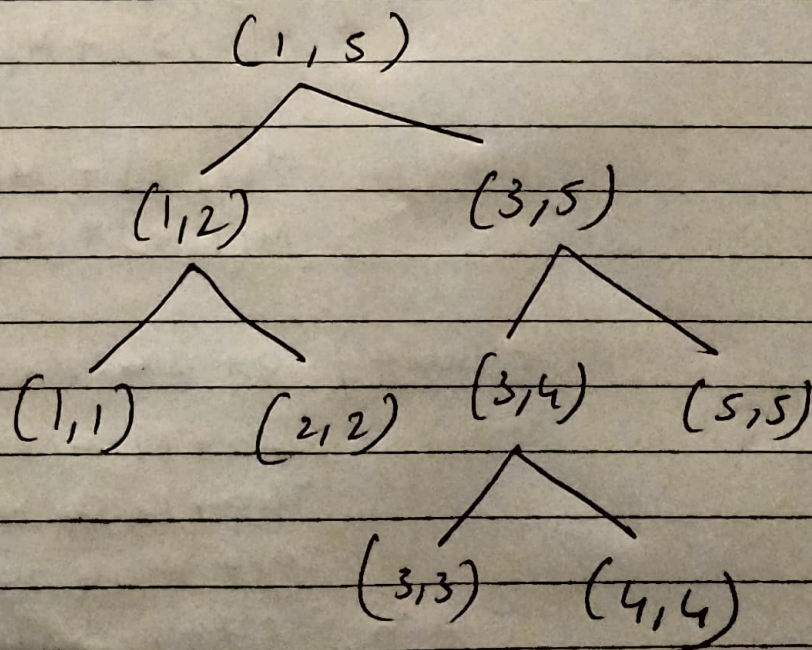 (1,5)
(1,2) (3,5)
(1,1) (2,2) (3,4) (5,5)
(3,3) (4,4)